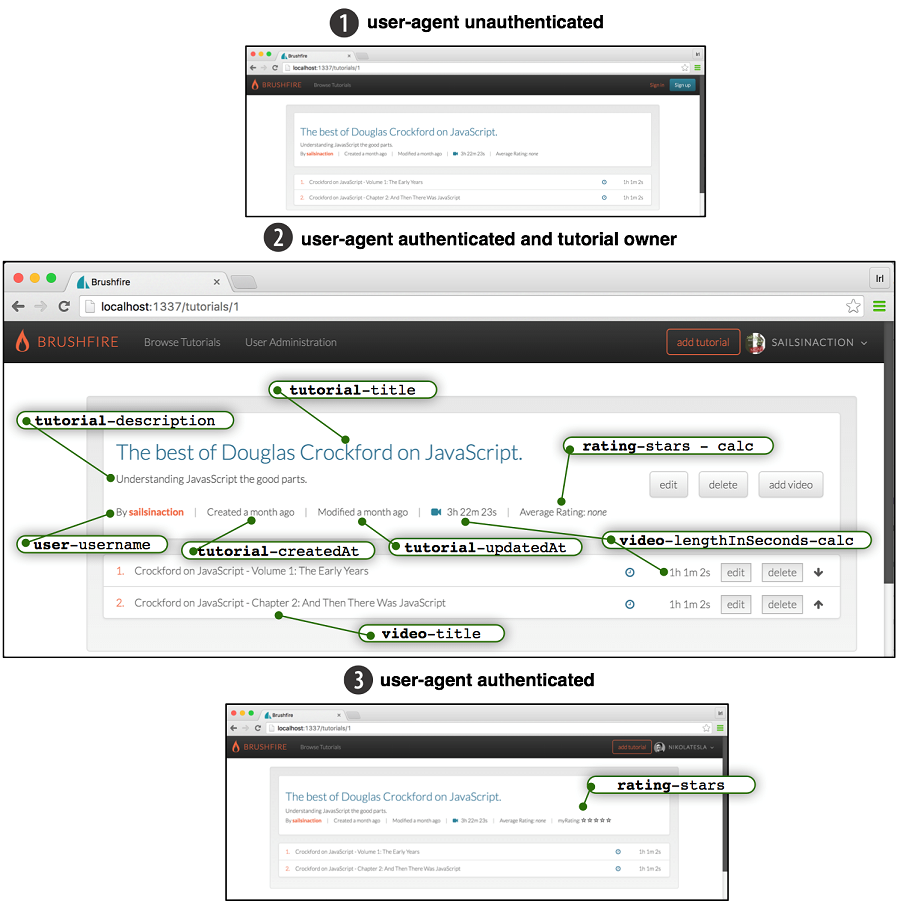 1 user-agent unauthenticated
Brushfire × Irl
localhost:1337/tutorials/1
BRUSHFIRE Browse Tutorials Sign in Sign up
The best of Douglas Crockford on JavaScript.
Understanding JavaScript the good parts.
By sailsinaction | Created a month ago | Modified a month ago | 3h 22m 23s | Average Rating: none
1. Crockford on JavaScript - Volume 1: The Early Years 1h 1m 2s
2. Crockford on JavaScript - Chapter 2: And Then There Was JavaScript 1h 1m 2s
2 user-agent authenticated and tutorial owner
Brushfire × Irl
localhost:1337/tutorials/1
BRUSHFIRE Browse Tutorials User Administration add tutorial SAILSINACTION
tutorial-title
tutorial-description
rating-stars - calc
The best of Douglas Crockford on JavaScript.
Understanding JavasScript the good parts.
edit delete add video
By sailsinaction | Created a month ago | Modified a month ago | 3h 22m 23s | Average Rating: none
user-username tutorial-createdAt tutorial-updatedAt video-lengthInSeconds-calc
1. Crockford on JavaScript - Volume 1: The Early Years 1h 1m 2s edit delete
2. Crockford on JavaScript - Chapter 2: And Then There Was JavaScript 1h 1m 2s edit delete
video-title
3 user-agent authenticated
Brushfire × Irl
localhost:1337/tutorials/1
BRUSHFIRE Browse Tutorials add tutorial NIKOLATESLA
rating-stars
The best of Douglas Crockford on JavaScript.
Understanding JavaScript the good parts.
By sailsinaction | Created a month ago | Modified a month ago | 3h 22m 23s | Average Rating: none | myRating: ☆☆☆☆☆
1. Crockford on JavaScript - Volume 1: The Early Years 1h 1m 2s
2. Crockford on JavaScript - Chapter 2: And Then There Was JavaScript 1h 1m 2s